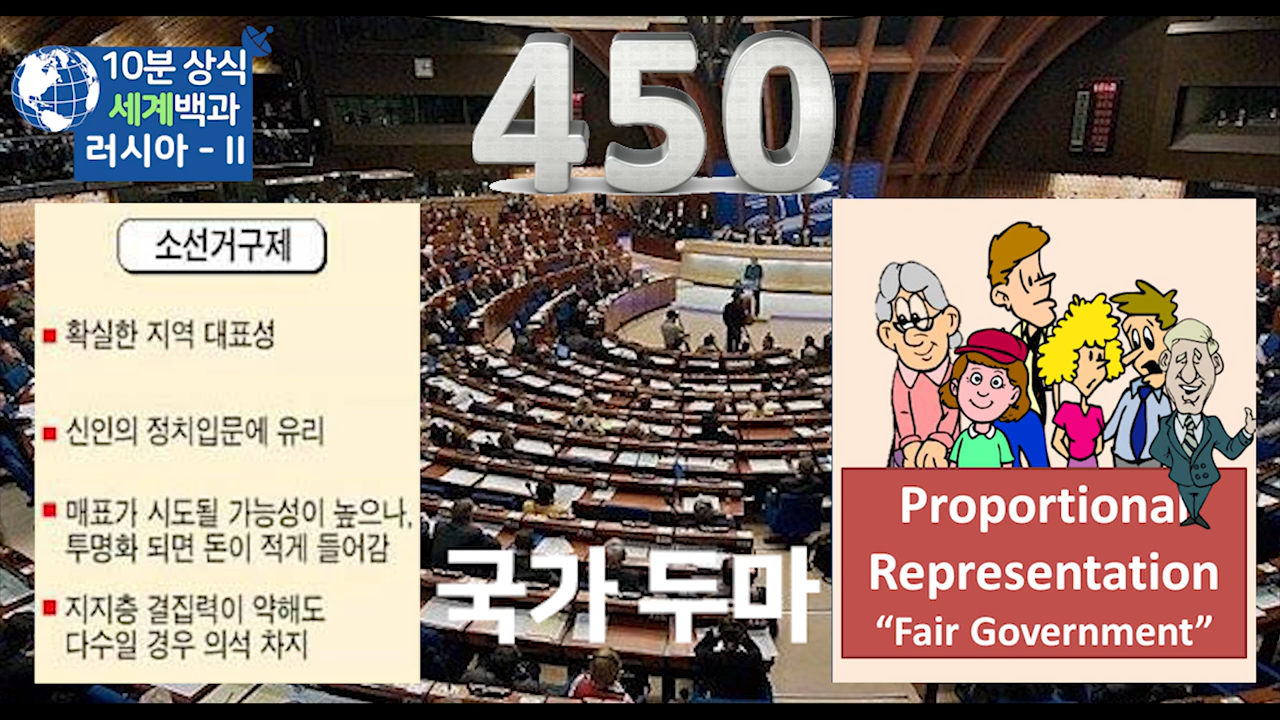 10분 상식
세계백과
러시아 - II
450
소선거구제
확실한 지역 대표성
신인의 정치입문에 유리
매표가 시도될 가능성이 높으나,
투명화 되면 돈이 적게 들어감
지지층 결집력이 약해도
다수일 경우 의석 차지
국가 두마
Proportional
Representation
“Fair Government”